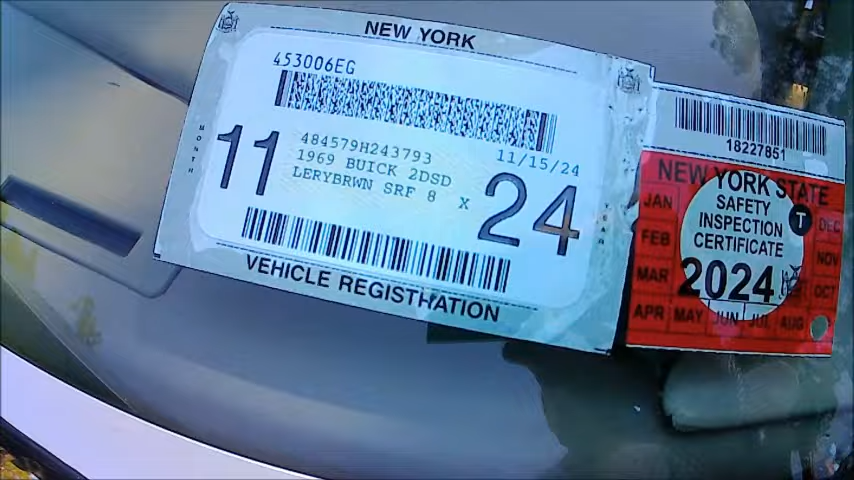 NEW YORK
453006EG
MONTH
11
484579H243793
1969 BUICK 2DSD
LERYBRWN SRF 8 X
11/15/24
24
YEAR
VEHICLE REGISTRATION
18227851
NEW YORK STATE
SAFETY
INSPECTION
CERTIFICATE
T
2024
JAN
FEB
MAR
APR MAY JUN JUL AUG
OCT
NOV
DEC